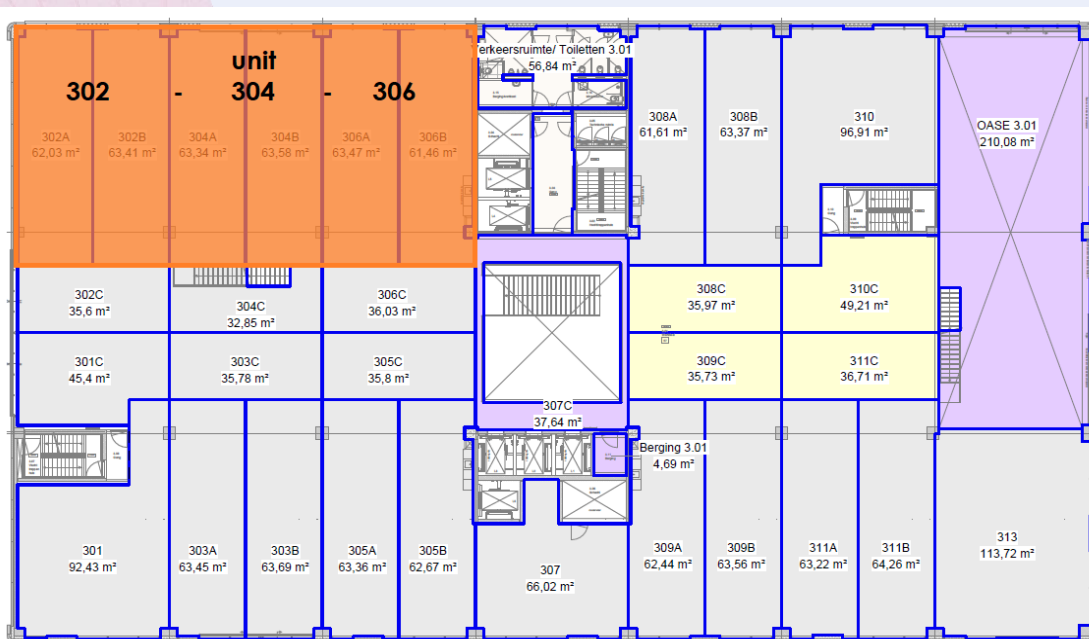 unit
302 - 304 - 306
302A
62,03 m²
302B
63,41 m²
304A
63,34 m²
304B
63,58 m²
306A
63,47 m²
306B
61,46 m²
Verkeersruimte/ Toiletten 3.01
56,84 m²
308A
61,61 m²
308B
63,37 m²
310
96,91 m²
OASE 3.01
210,08 m²
302C
35,6 m²
304C
32,85 m²
306C
36,03 m²
308C
35,97 m²
310C
49,21 m²
301C
45,4 m²
303C
35,78 m²
305C
35,8 m²
309C
35,73 m²
311C
36,71 m²
307C
37,64 m²
Berging 3.01
4,69 m²
301
92,43 m²
303A
63,45 m²
303B
63,69 m²
305A
63,36 m²
305B
62,67 m²
307
66,02 m²
309A
62,44 m²
309B
63,56 m²
311A
63,22 m²
311B
64,26 m²
313
113,72 m²